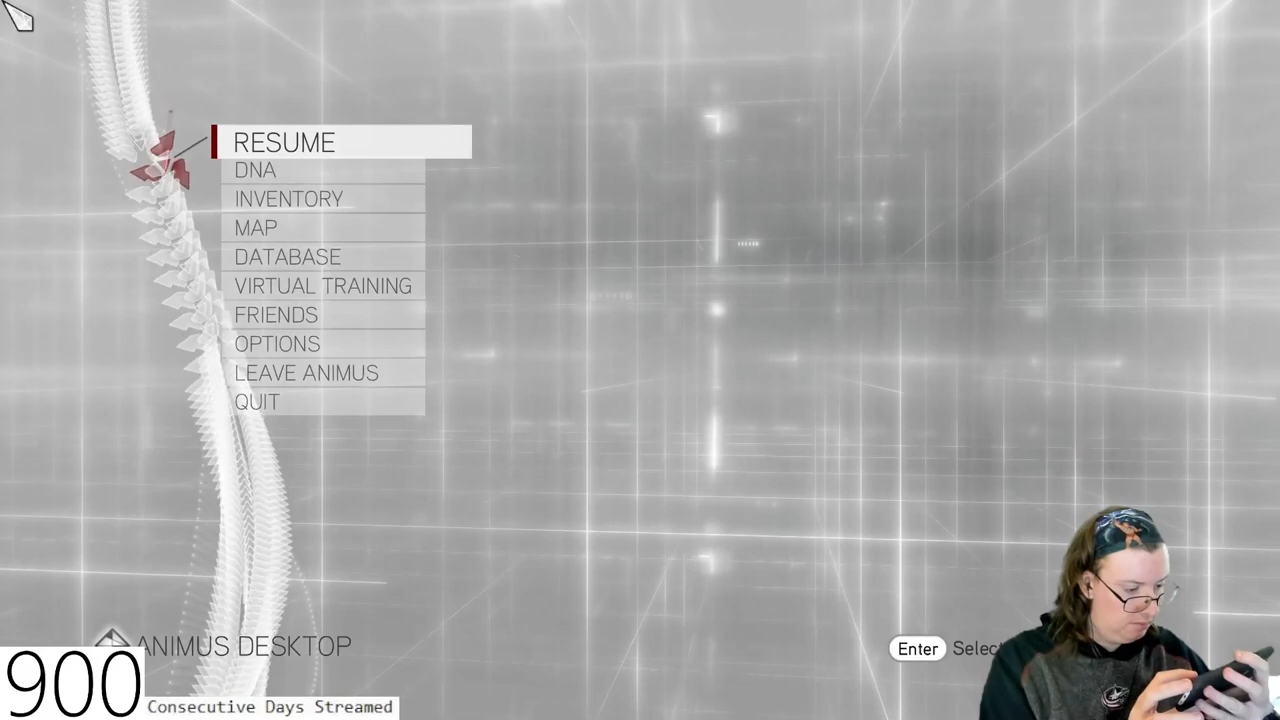 RESUME
DNA
INVENTORY
MAP
DATABASE
VIRTUAL TRAINING
FRIENDS
OPTIONS
LEAVE ANIMUS
QUIT
ANIMUS DESKTOP
Enter Select
900
Consecutive Days Streamed